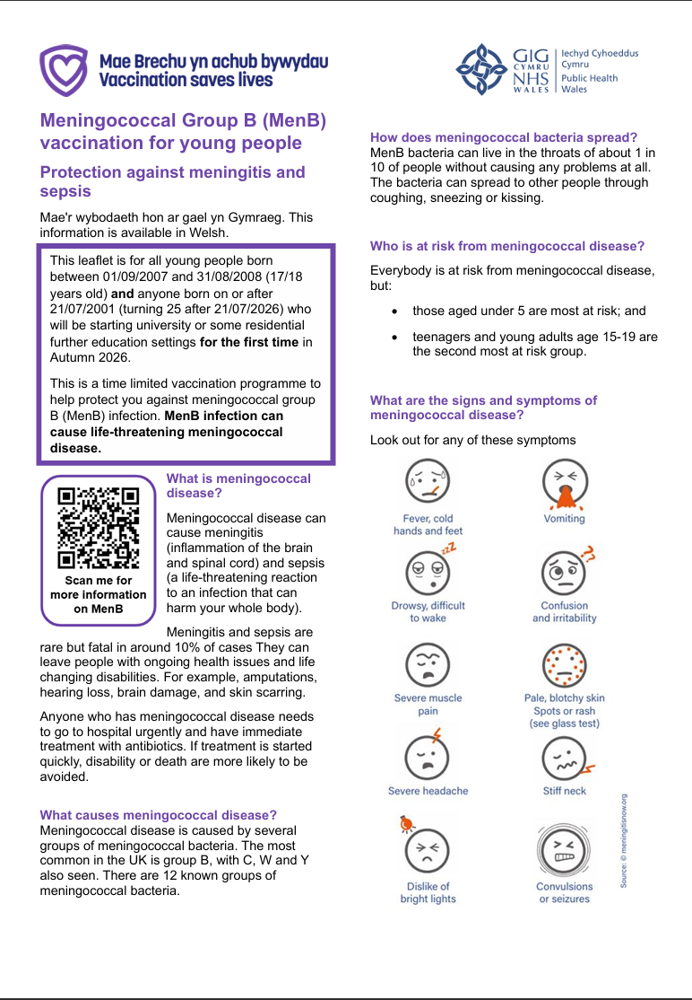 Mae Brechu yn achub bywydau
Vaccination saves lives
GIG
CYMRU
NHS
WALES
Iechyd Cyhoeddus
Cymru
Public Health
Wales
Meningococcal Group B (MenB)
vaccination for young people
Protection against meningitis and
sepsis
Mae'r wybodaeth hon ar gael yn Gymraeg. This
information is available in Welsh.
This leaflet is for all young people born
between 01/09/2007 and 31/08/2008 (17/18
years old) and anyone born on or after
21/07/2001 (turning 25 after 21/07/2026) who
will be starting university or some residential
further education settings for the first time in
Autumn 2026.
This is a time limited vaccination programme to
help protect you against meningococcal group
B (MenB) infection. MenB infection can
cause life-threatening meningococcal
disease.
Scan me for
more information
on MenB
What is meningococcal
disease?
Meningococcal disease can
cause meningitis
(inflammation of the brain
and spinal cord) and sepsis
(a life-threatening reaction
to an infection that can
harm your whole body).
Meningitis and sepsis are
rare but fatal in around 10% of cases They can
leave people with ongoing health issues and life
changing disabilities. For example, amputations,
hearing loss, brain damage, and skin scarring.
Anyone who has meningococcal disease needs
to go to hospital urgently and have immediate
treatment with antibiotics. If treatment is started
quickly, disability or death are more likely to be
avoided.
What causes meningococcal disease?
Meningococcal disease is caused by several
groups of meningococcal bacteria. The most
common in the UK is group B, with C, W and Y
also seen. There are 12 known groups of
meningococcal bacteria.
How does meningococcal bacteria spread?
MenB bacteria can live in the throats of about 1 in
10 of people without causing any problems at all.
The bacteria can spread to other people through
coughing, sneezing or kissing.
Who is at risk from meningococcal disease?
Everybody is at risk from meningococcal disease,
but:
• those aged under 5 are most at risk; and
• teenagers and young adults age 15-19 are
the second most at risk group.
What are the signs and symptoms of
meningococcal disease?
Look out for any of these symptoms
Fever, cold
hands and feet
Vomiting
zzZ
Drowsy, difficult
to wake
??
Confusion
and irritability
Severe muscle
pain
Pale, blotchy skin
Spots or rash
(see glass test)
Severe headache
Stiff neck
Dislike of
bright lights
Convulsions
or seizures
Source: © meningitisnow.org